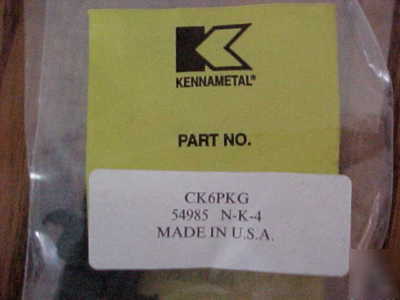 KENNAMETAL®
PART NO.
CK6PKG
54985 N-K-4
MADE IN U.S.A.